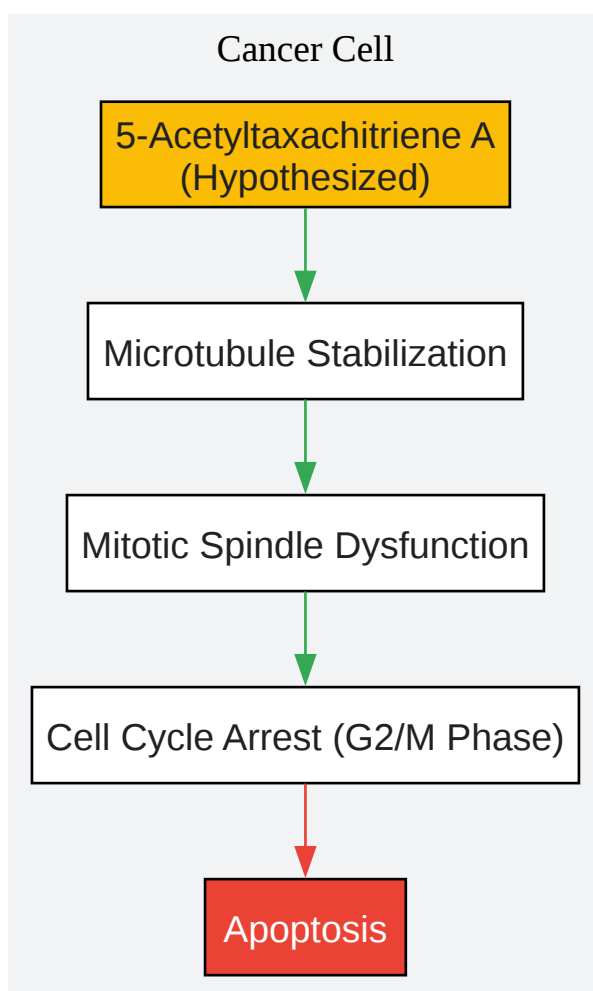 Cancer Cell
5-Acetyltaxachitriene A
(Hypothesized)
Microtubule Stabilization
Mitotic Spindle Dysfunction
Cell Cycle Arrest (G2/M Phase)
Apoptosis